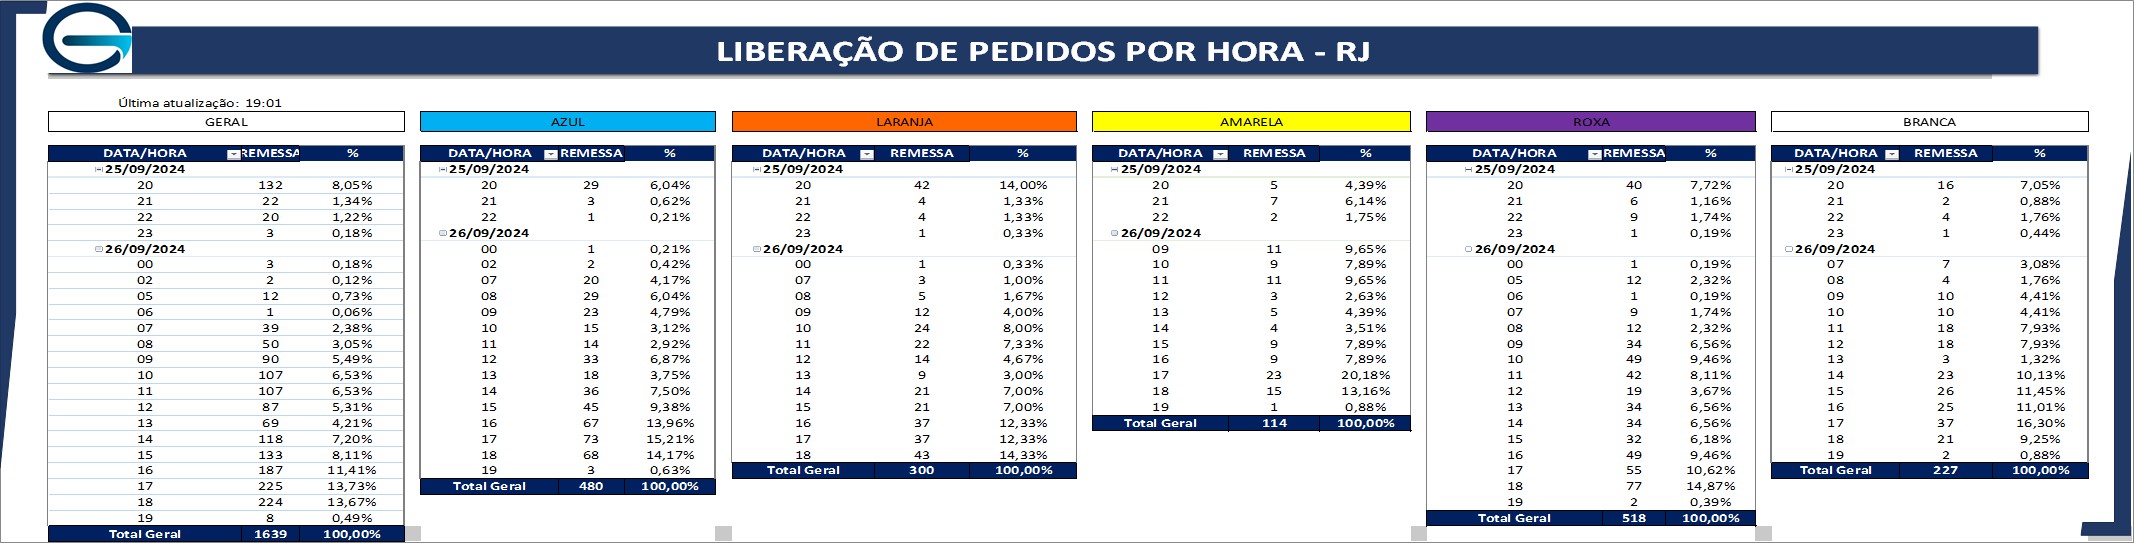 LIBERAÇÃO DE PEDIDOS POR HORA - RJ
Última atualização: 19:01
GERAL
DATA/HORA REMESSA %
25/09/2024
20 132 8,05%
21 22 1,34%
22 20 1,22%
23 3 0,18%
26/09/2024
00 3 0,18%
02 2 0,12%
05 12 0,73%
06 1 0,06%
07 39 2,38%
08 50 3,05%
09 90 5,49%
10 107 6,53%
11 107 6,53%
12 87 5,31%
13 69 4,21%
14 118 7,20%
15 133 8,11%
16 187 11,41%
17 225 13,73%
18 224 13,67%
19 8 0,49%
Total Geral 1639 100,00%
AZUL
DATA/HORA REMESSA %
25/09/2024
20 29 6,04%
21 3 0,62%
22 1 0,21%
26/09/2024
00 1 0,21%
02 2 0,42%
07 20 4,17%
08 29 6,04%
09 23 4,79%
10 15 3,12%
11 14 2,92%
12 33 6,87%
13 18 3,75%
14 36 7,50%
15 45 9,38%
16 67 13,96%
17 73 15,21%
18 68 14,17%
19 3 0,63%
Total Geral 480 100,00%
LARANJA
DATA/HORA REMESSA %
25/09/2024
20 42 14,00%
21 4 1,33%
22 4 1,33%
23 1 0,33%
26/09/2024
00 1 0,33%
07 3 1,00%
08 5 1,67%
09 12 4,00%
10 24 8,00%
11 22 7,33%
12 14 4,67%
13 9 3,00%
14 21 7,00%
15 21 7,00%
16 37 12,33%
17 37 12,33%
18 43 14,33%
Total Geral 300 100,00%
AMARELA
DATA/HORA REMESSA %
25/09/2024
20 5 4,39%
21 7 6,14%
22 2 1,75%
26/09/2024
09 11 9,65%
10 9 7,89%
11 11 9,65%
12 3 2,63%
13 5 4,39%
14 4 3,51%
15 9 7,89%
16 9 7,89%
17 23 20,18%
18 15 13,16%
19 1 0,88%
Total Geral 114 100,00%
ROXA
DATA/HORA REMESSA %
25/09/2024
20 40 7,72%
21 6 1,16%
22 9 1,74%
23 1 0,19%
26/09/2024
00 1 0,19%
05 12 2,32%
06 1 0,19%
07 9 1,74%
08 12 2,32%
09 34 6,56%
10 49 9,46%
11 42 8,11%
12 19 3,67%
13 34 6,56%
14 34 6,56%
15 32 6,18%
16 49 9,46%
17 55 10,62%
18 77 14,87%
19 2 0,39%
Total Geral 518 100,00%
BRANCA
DATA/HORA REMESSA %
25/09/2024
20 16 7,05%
21 2 0,88%
22 4 1,76%
23 1 0,44%
26/09/2024
07 7 3,08%
08 4 1,76%
09 10 4,41%
10 10 4,41%
11 18 7,93%
12 18 7,93%
13 3 1,32%
14 23 10,13%
15 26 11,45%
16 25 11,01%
17 37 16,30%
18 21 9,25%
19 2 0,88%
Total Geral 227 100,00%